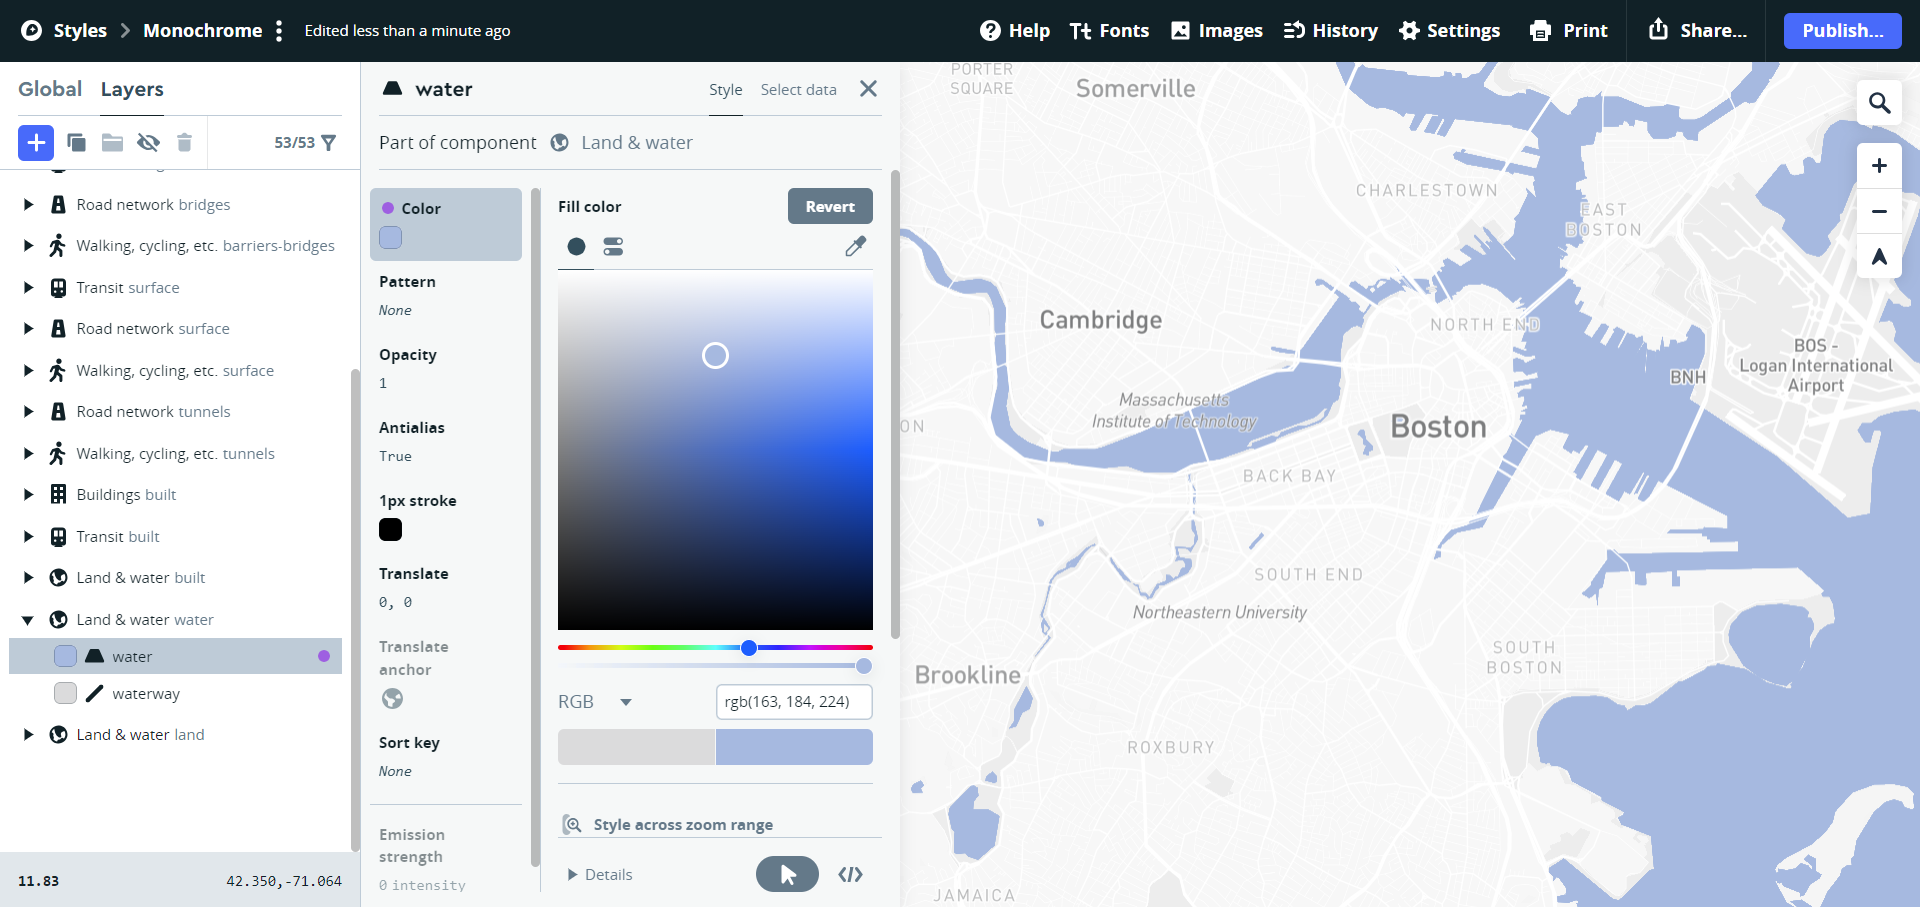 Styles
Monochrome
Edited less than a minute ago
Help
Fonts
Images
History
Settings
Print
Share...
Publish...
Global
Layers
53/53
Road network bridges
Walking, cycling, etc. barriers-bridges
Transit surface
Road network surface
Walking, cycling, etc. surface
Road network tunnels
Walking, cycling, etc. tunnels
Buildings built
Transit built
Land & water built
Land & water water
water
waterway
Land & water land
11.83
42.350,-71.064
water
Style
Select data
Part of component
Land & water
Color
Pattern
None
Opacity
1
Antialias
True
1px stroke
Translate
0, 0
Translate
anchor
Sort key
None
Emission
strength
0 intensity
Fill color
Revert
RGB
rgb(163, 184, 224)
Style across zoom range
Details
PORTER
SQUARE
Somerville
CHARLESTOWN
EAST
BOSTON
Cambridge
NORTH END
BOS -
Logan International
Airport
BNH
Massachusetts
Institute of Technology
Boston
ON
BACK BAY
SOUTH END
Northeastern University
SOUTH
BOSTON
Brookline
ROXBURY
JAMAICA